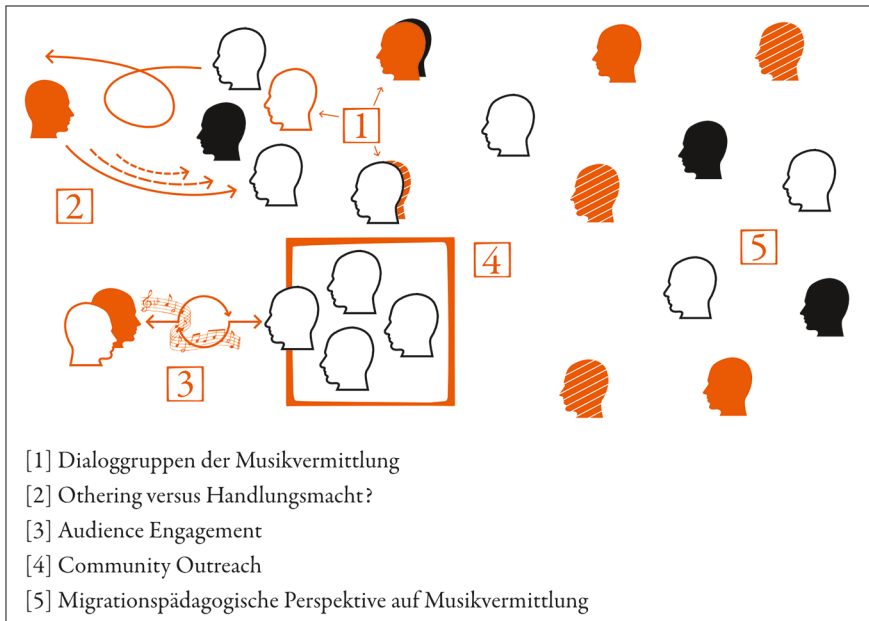 1
2
3
4
5
[1] Dialoggruppen der Musikvermittlung
[2] Othering versus Handlungsmacht?
[3] Audience Engagement
[4] Community Outreach
[5] Migrationspädagogische Perspektive auf Musikvermittlung